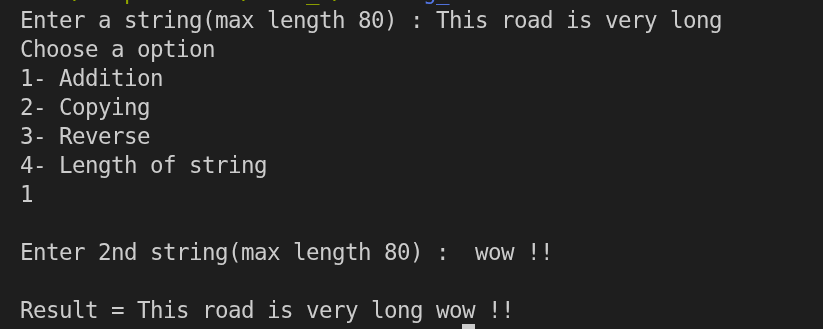 Enter a string(max length 80) : This road is very long
Choose a option
1- Addition
2- Copying
3- Reverse
4- Length of string
1
Enter 2nd string(max length 80) :  wow !!
Result = This road is very long wow !!